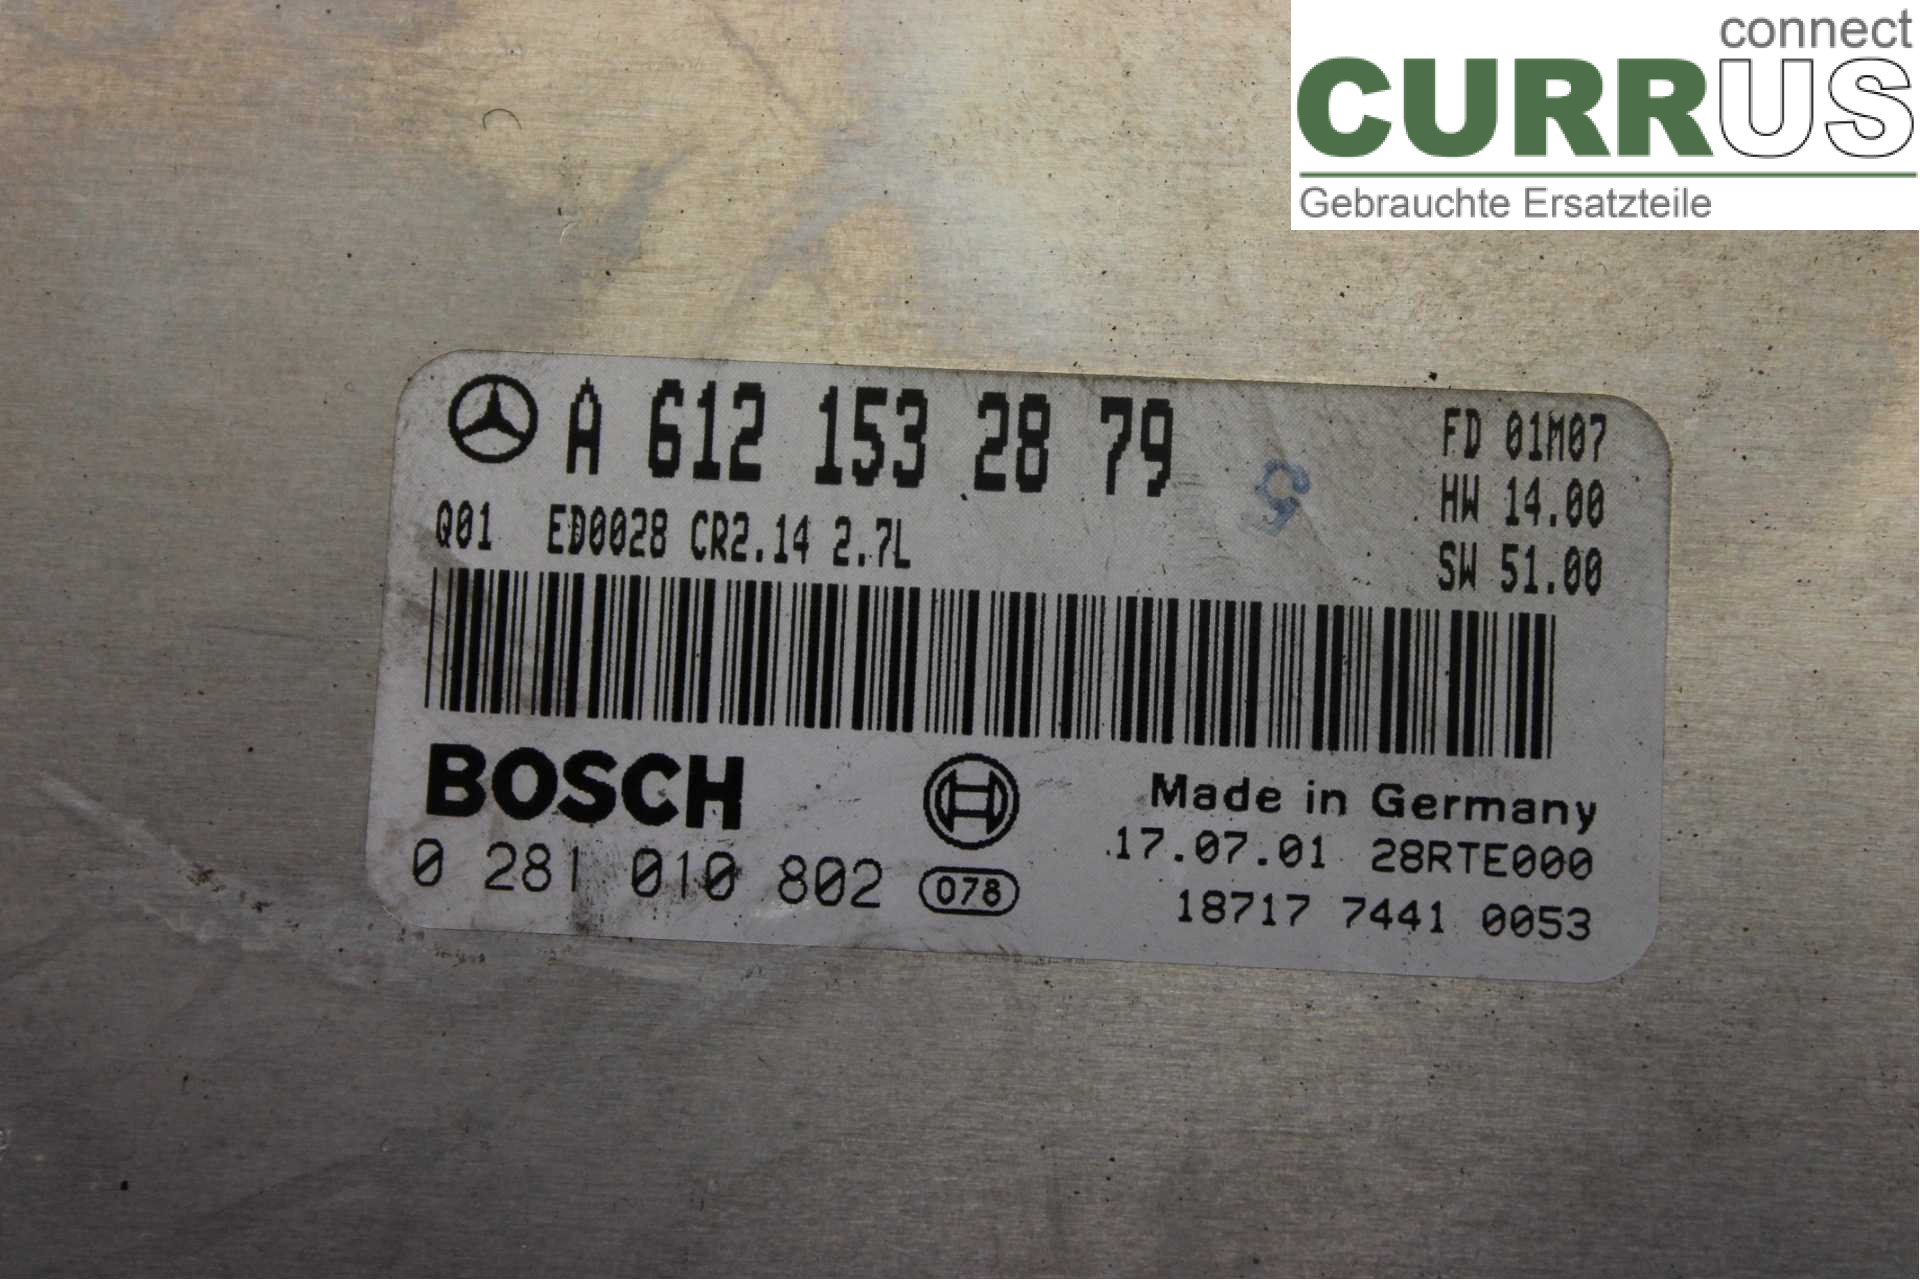 connect
CURRUS
Gebrauchte Ersatzteile
A 612 153 28 79
FD 01M07
5
HW 14.00
Q01 ED0028 CR2.14 2.7L
SW 51.00
BOSCH
Made in Germany
17.07.01 28RTE000
0 281 010 802 078
18717 7441 0053